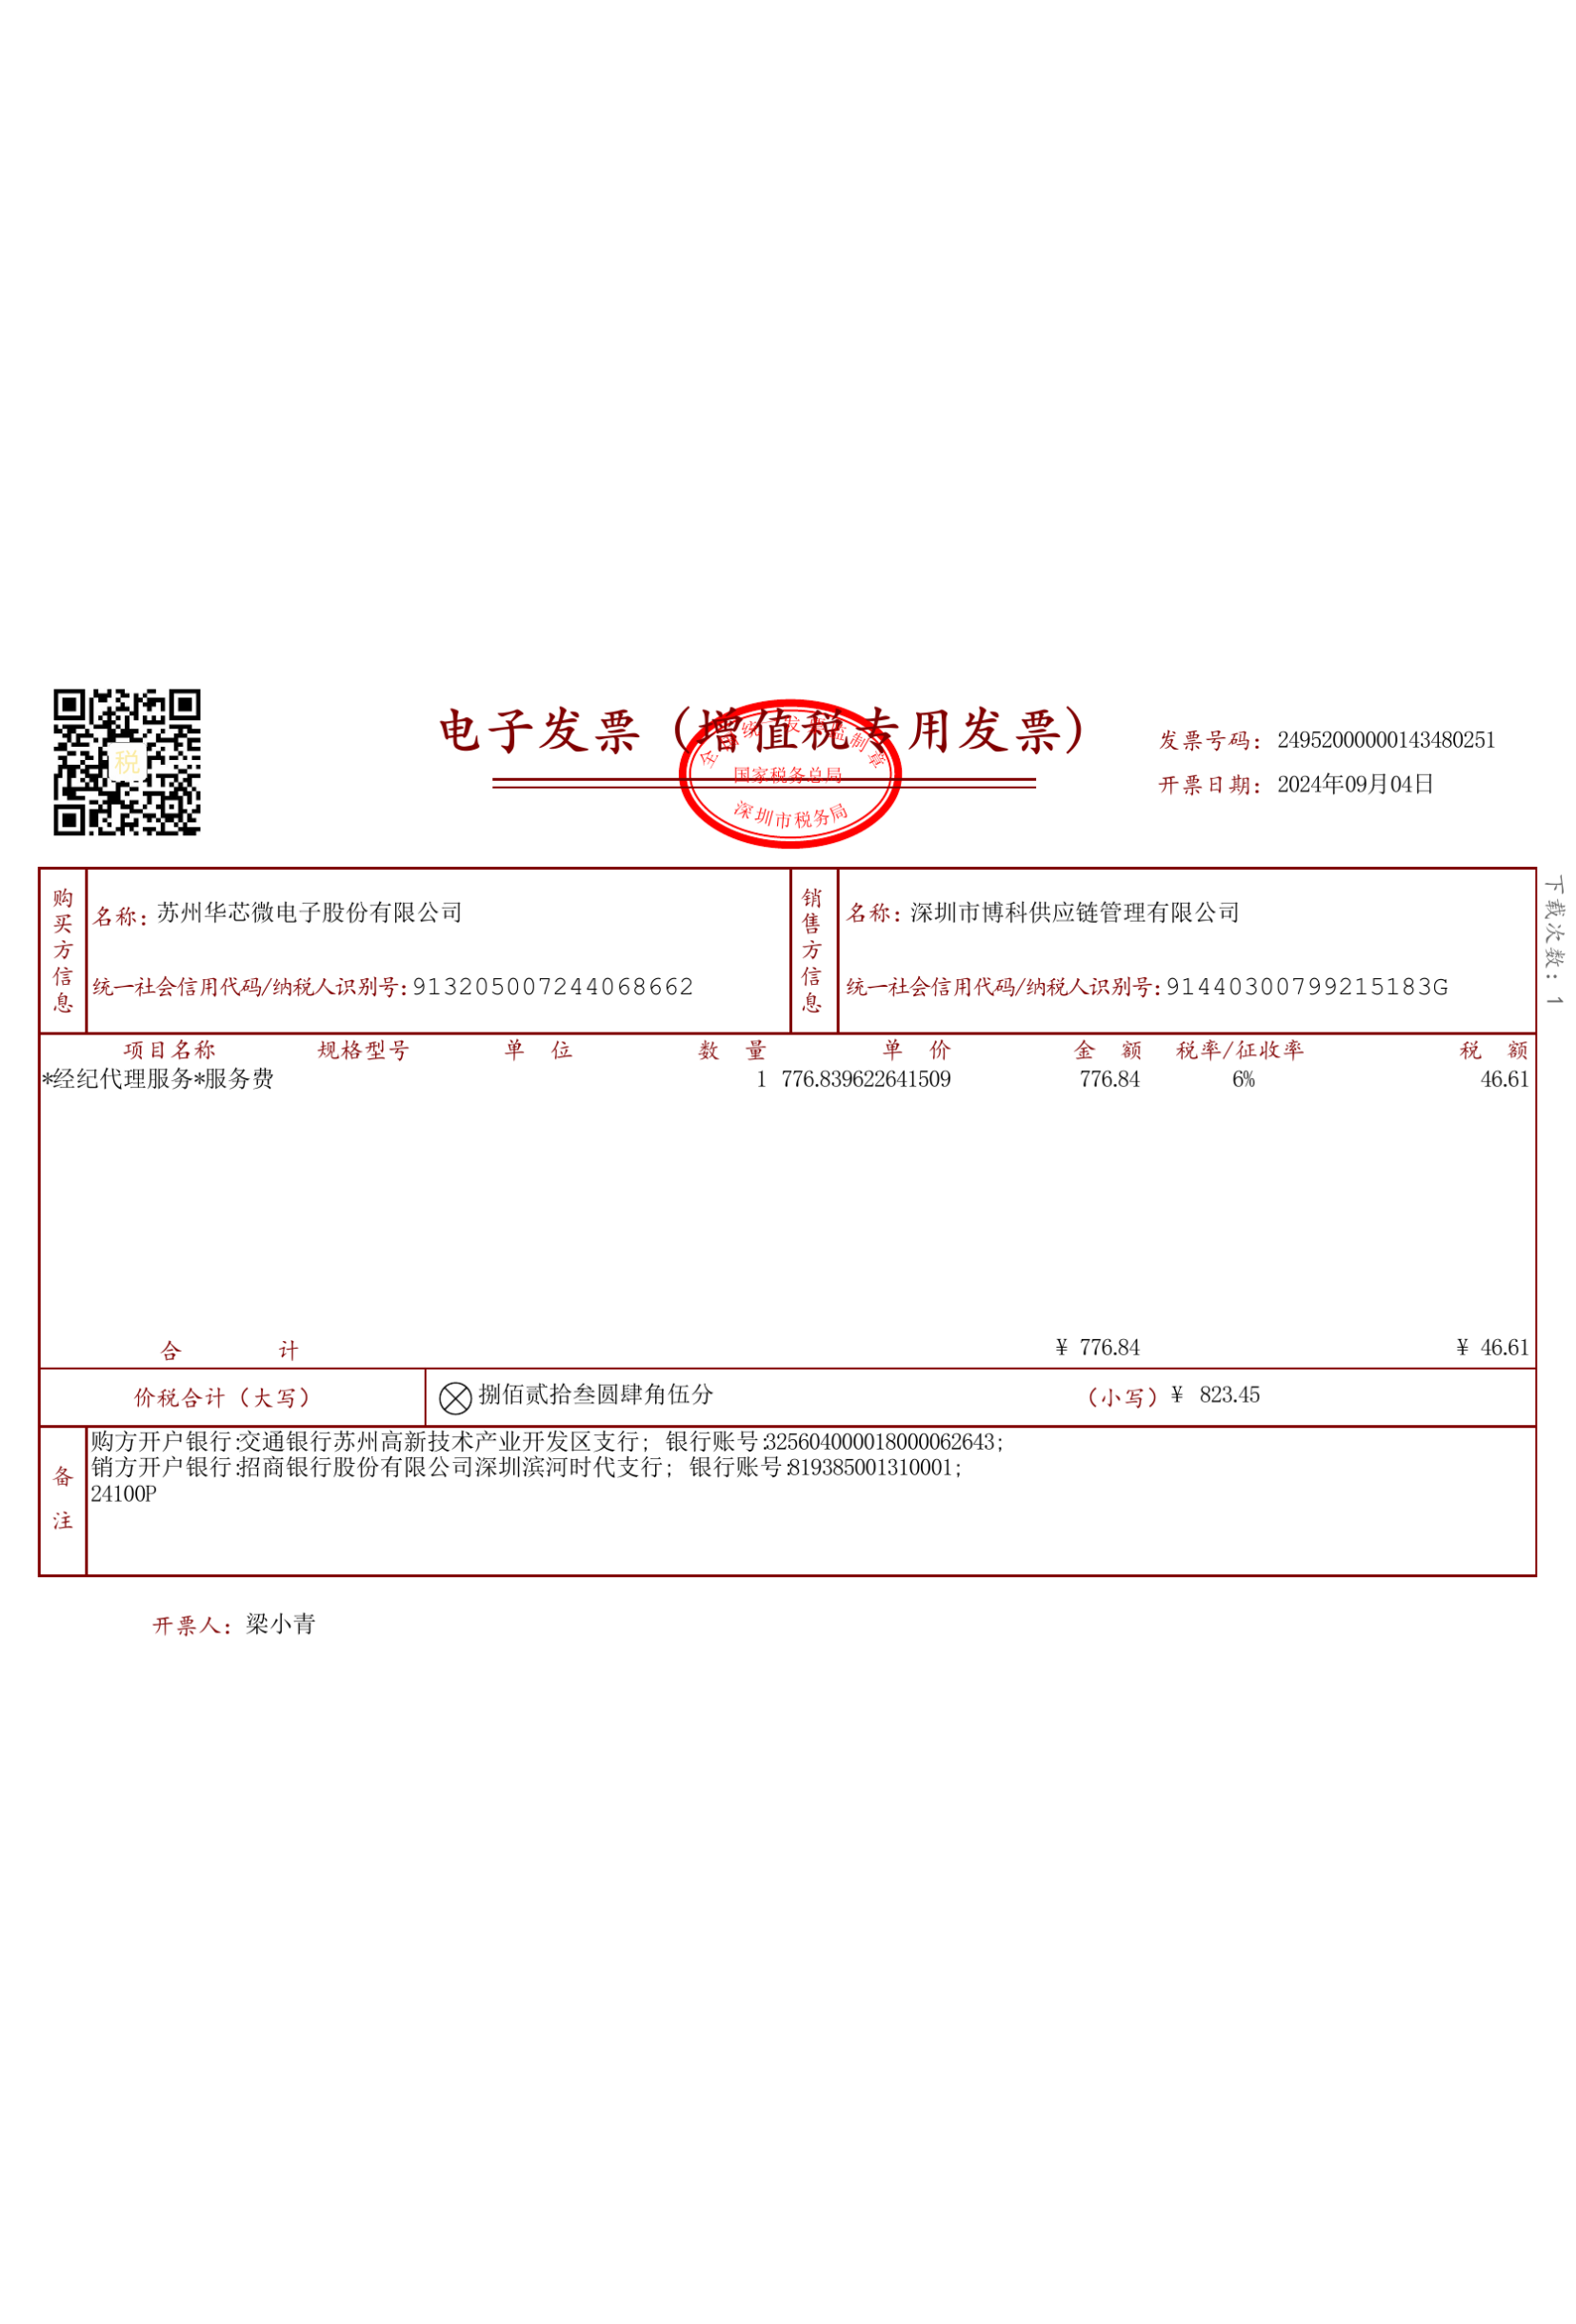 税
电子发票（增值税专用发票）
全国统一发票监制章
国家税务总局
深圳市税务局
发票号码：24952000000143480251
开票日期：2024年09月04日
下载次数：1
购买方信息
名称：苏州华芯微电子股份有限公司
统一社会信用代码/纳税人识别号：913205007244068662
销售方信息
名称：深圳市博科供应链管理有限公司
统一社会信用代码/纳税人识别号：91440300799215183G
项目名称 规格型号 单 位 数 量 单 价 金 额 税率/征收率 税 额
*经纪代理服务*服务费 1 776.839622641509 776.84 6% 46.61
合 计 ¥ 776.84 ¥ 46.61
价税合计（大写） 捌佰贰拾叁圆肆角伍分 （小写）¥ 823.45
备注
购方开户银行:交通银行苏州高新技术产业开发区支行; 银行账号:325604000018000062643;
销方开户银行:招商银行股份有限公司深圳滨河时代支行; 银行账号:819385001310001;
24100P
开票人：梁小青